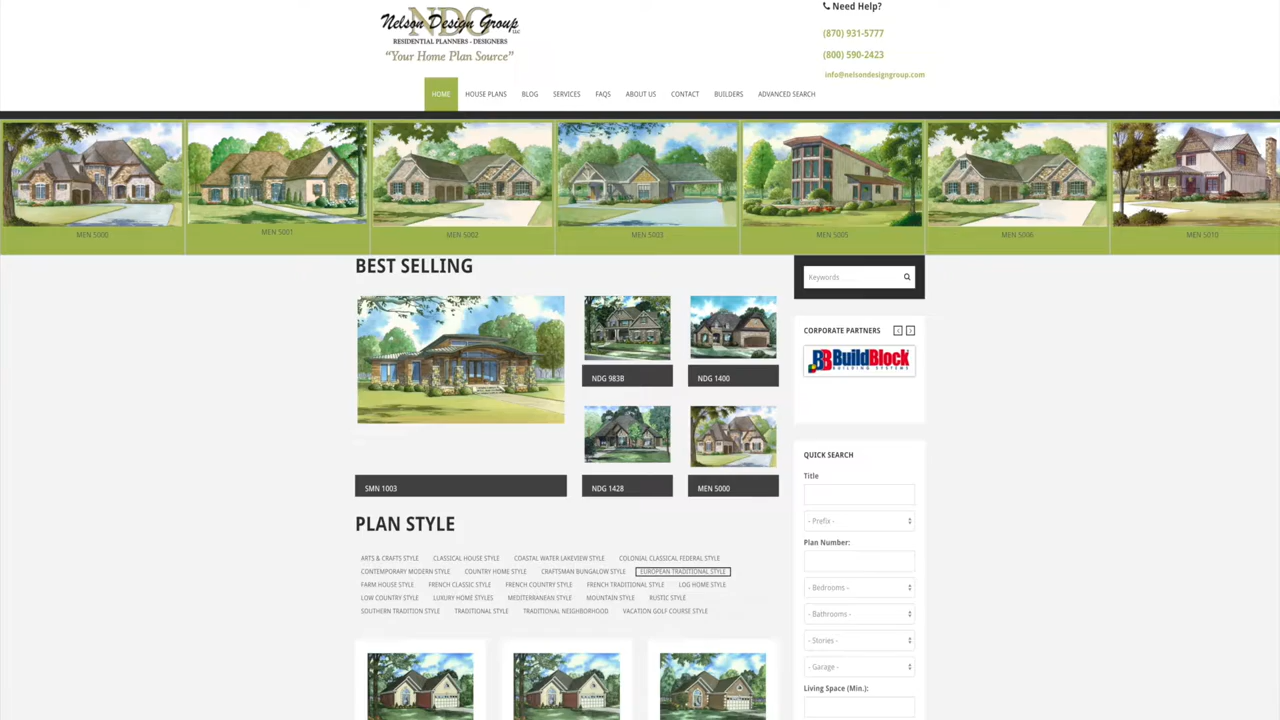 NDG
Nelson Design Group LLC
RESIDENTIAL PLANNERS - DESIGNERS
“Your Home Plan Source”
Need Help?
(870) 931-5777
(800) 590-2423
info@nelsondesigngroup.com
HOME HOUSE PLANS BLOG SERVICES FAQS ABOUT US CONTACT BUILDERS ADVANCED SEARCH
MEN 5000 MEN 5001 MEN 5002 MEN 5003 MEN 5005 MEN 5006 MEN 5010
BEST SELLING
NDG 983B NDG 1400
SMN 1003 NDG 1428 MEN 5000
PLAN STYLE
ARTS & CRAFTS STYLE CLASSICAL HOUSE STYLE COASTAL WATER LAKEVIEW STYLE COLONIAL CLASSICAL FEDERAL STYLE
CONTEMPORARY MODERN STYLE COUNTRY HOME STYLE CRAFTSMAN BUNGALOW STYLE EUROPEAN TRADITIONAL STYLE
FARM HOUSE STYLE FRENCH CLASSIC STYLE FRENCH COUNTRY STYLE FRENCH TRADITIONAL STYLE LOG HOME STYLE
LOW COUNTRY STYLE LUXURY HOME STYLES MEDITERRANEAN STYLE MOUNTAIN STYLE RUSTIC STYLE
SOUTHERN TRADITION STYLE TRADITIONAL STYLE TRADITIONAL NEIGHBORHOOD VACATION GOLF COURSE STYLE
Keywords ......
CORPORATE PARTNERS
BB BuildBlock
BUILDING SYSTEMS
QUICK SEARCH
Title
- Prefix -
Plan Number:
- Bedrooms -
- Bathrooms -
- Stories -
- Garage -
Living Space (Min.):